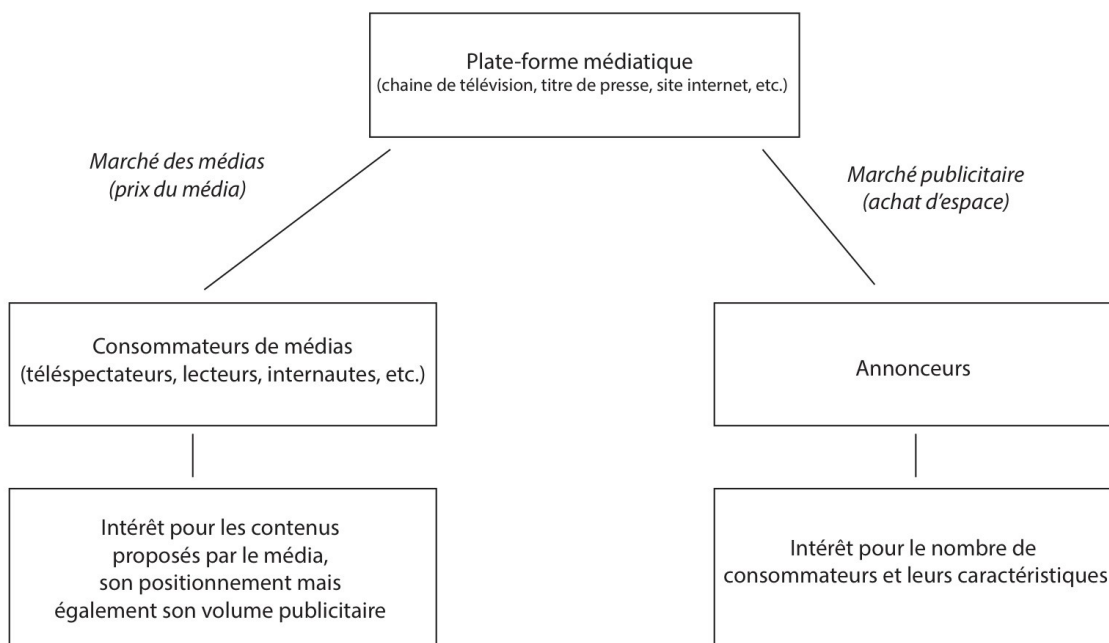 Plate-forme médiatique
(chaine de télévision, titre de presse, site internet, etc.)
Marché des médias
(prix du média)
Marché publicitaire
(achat d'espace)
Consommateurs de médias
(téléspectateurs, lecteurs, internautes, etc.)
Annonceurs
Intérêt pour les contenus
proposés par le média,
son positionnement mais
également son volume publicitaire
Intérêt pour le nombre de
consommateurs et leurs caractéristiques